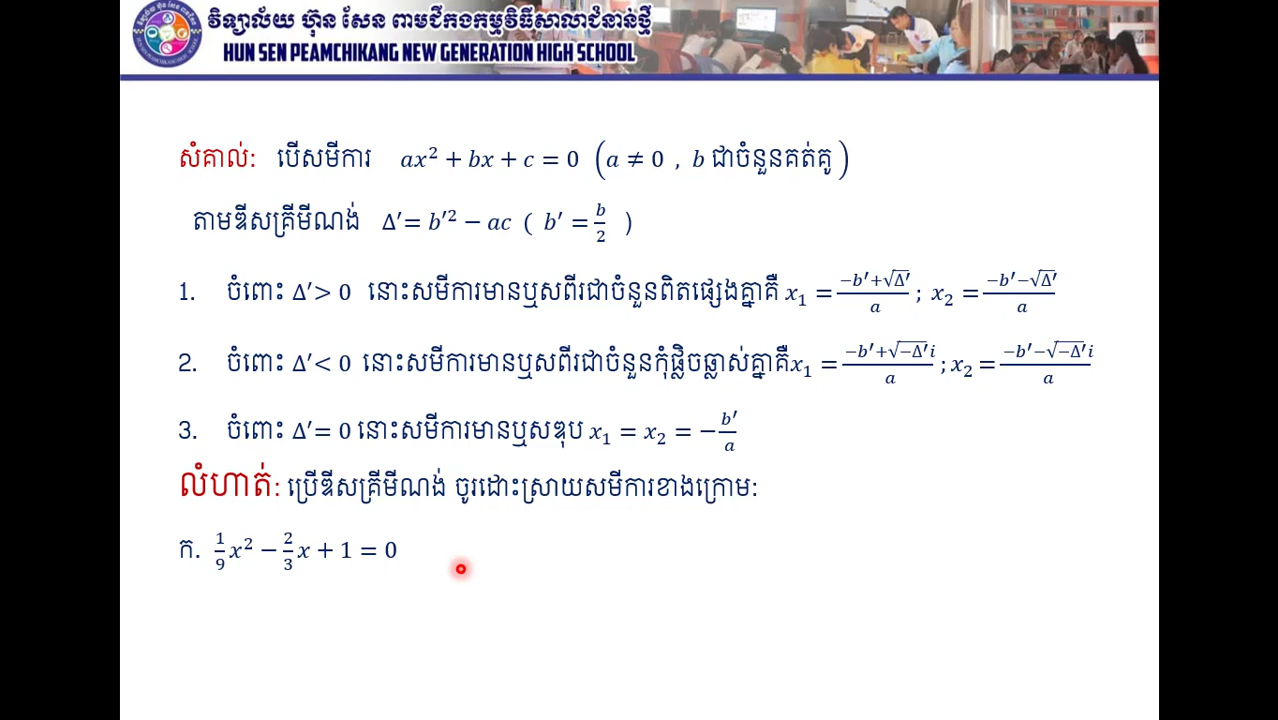 វិទ្យាល័យ ហ៊ុន សែន ពាមជីកងកម្មវិធីសាលាជំនាន់ថ្មី
HUN SEN PEAMCHIKANG NEW GENERATION HIGH SCHOOL
សំគាល់: បើសមីការ ax² + bx + c = 0 (a ≠ 0 , b ជាចំនួនគត់គូ)
តាមឌីសគ្រីមីណង់ Δ′= b′² − ac ( b′ = b/2 )
1. ចំពោះ Δ′> 0 នោះសមីការមានឬសពីរជាចំនួនពិតផ្សេងគ្នាគឺ x₁ = (−b′+√Δ′)/a ; x₂ = (−b′−√Δ′)/a
2. ចំពោះ Δ′< 0 នោះសមីការមានឬសពីរជាចំនួនកុំផ្លិចឆ្លាស់គ្នាគឺ x₁ = (−b′+√(−Δ′)i)/a ; x₂ = (−b′−√(−Δ′)i)/a
3. ចំពោះ Δ′= 0 នោះសមីការមានឬសឌុប x₁ = x₂ = −b′/a
លំហាត់: ប្រើឌីសគ្រីមីណង់ ចូរដោះស្រាយសមីការខាងក្រោម:
ក. 1/9 x² − 2/3 x + 1 = 0